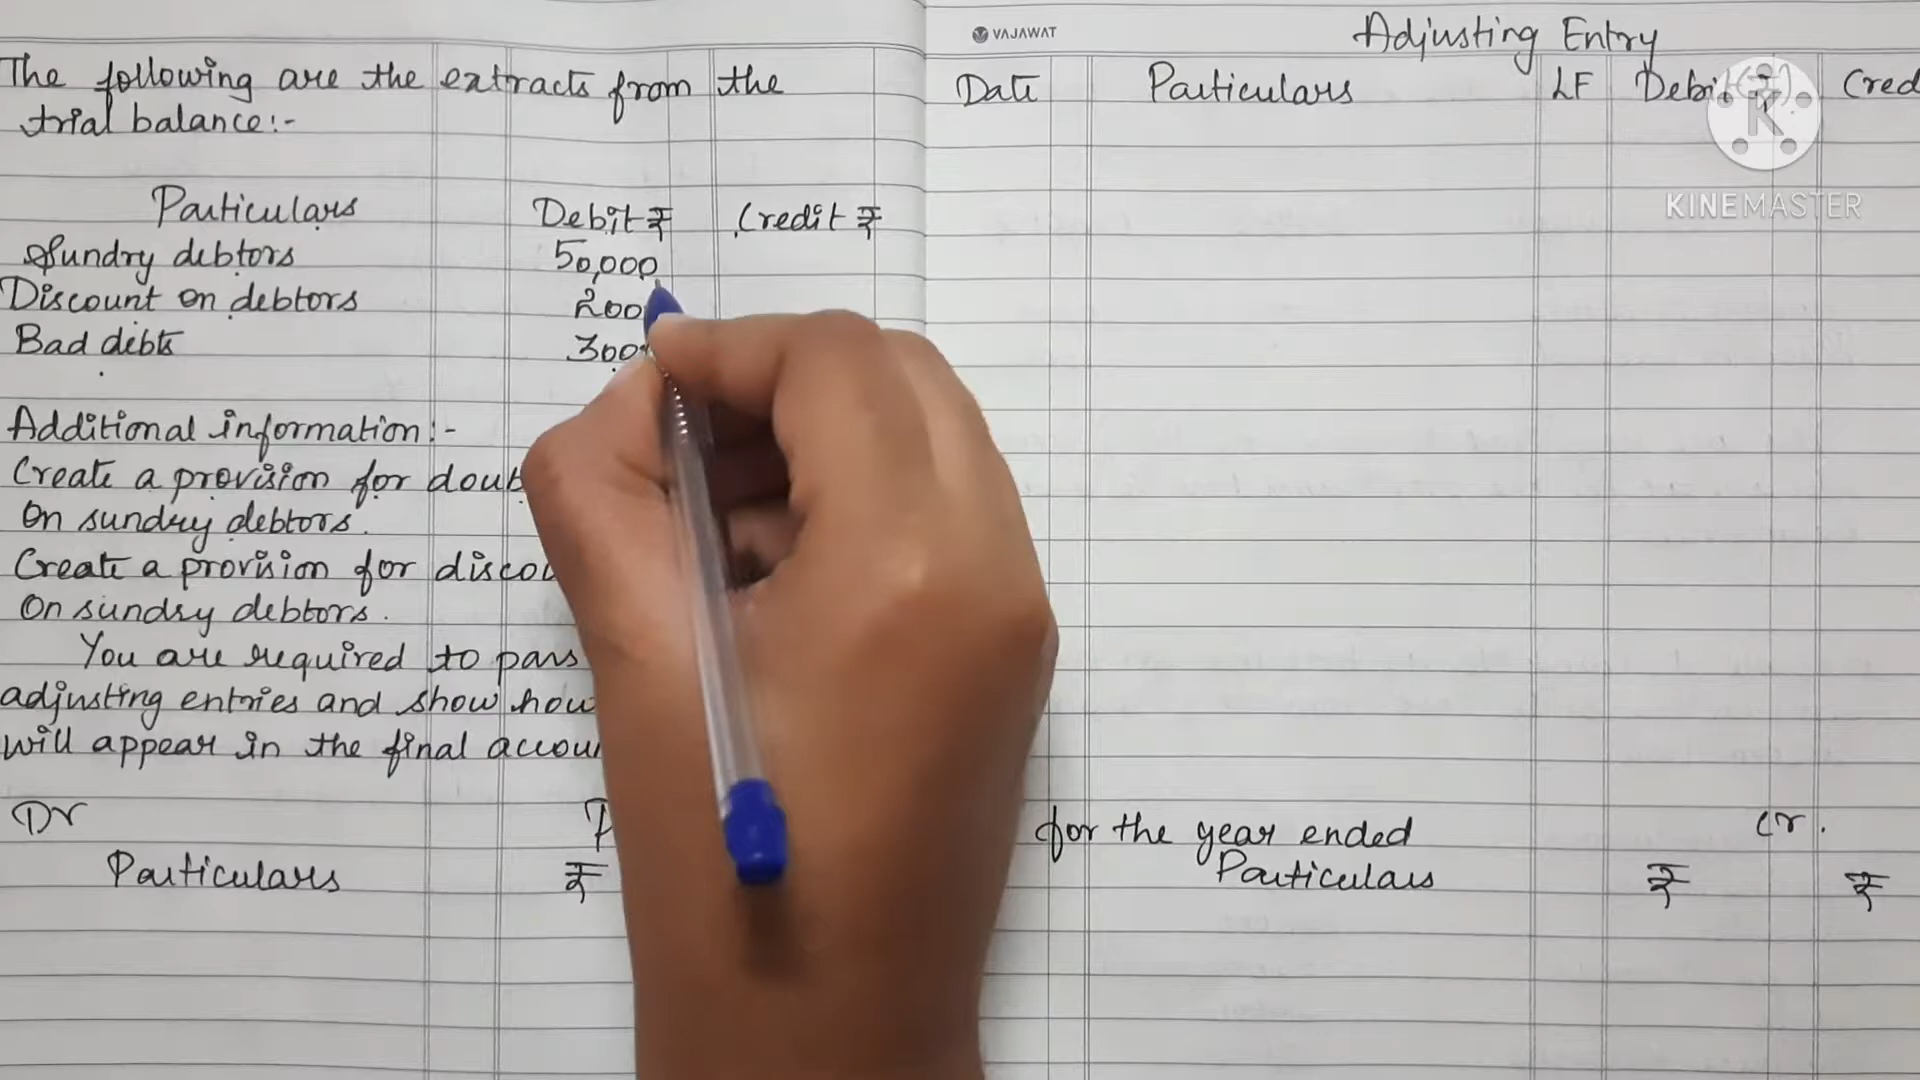 VAJAWAT
Adjusting Entry
The following are the extracts from the
trial balance:-
Particulars Debit ₹ Credit ₹
Sundry debtors 50,000
Discount on debtors
Bad debts
Additional information:-
Create a provision for
On sundry debtors.
Create a provision for
On sundry debtors.
You are required to pass
adjusting entries and show how
will appear in the final
Dr
Particulars ₹
Date Particulars LF
KINEMASTER
for the year ended Cr.
Particulars ₹ ₹